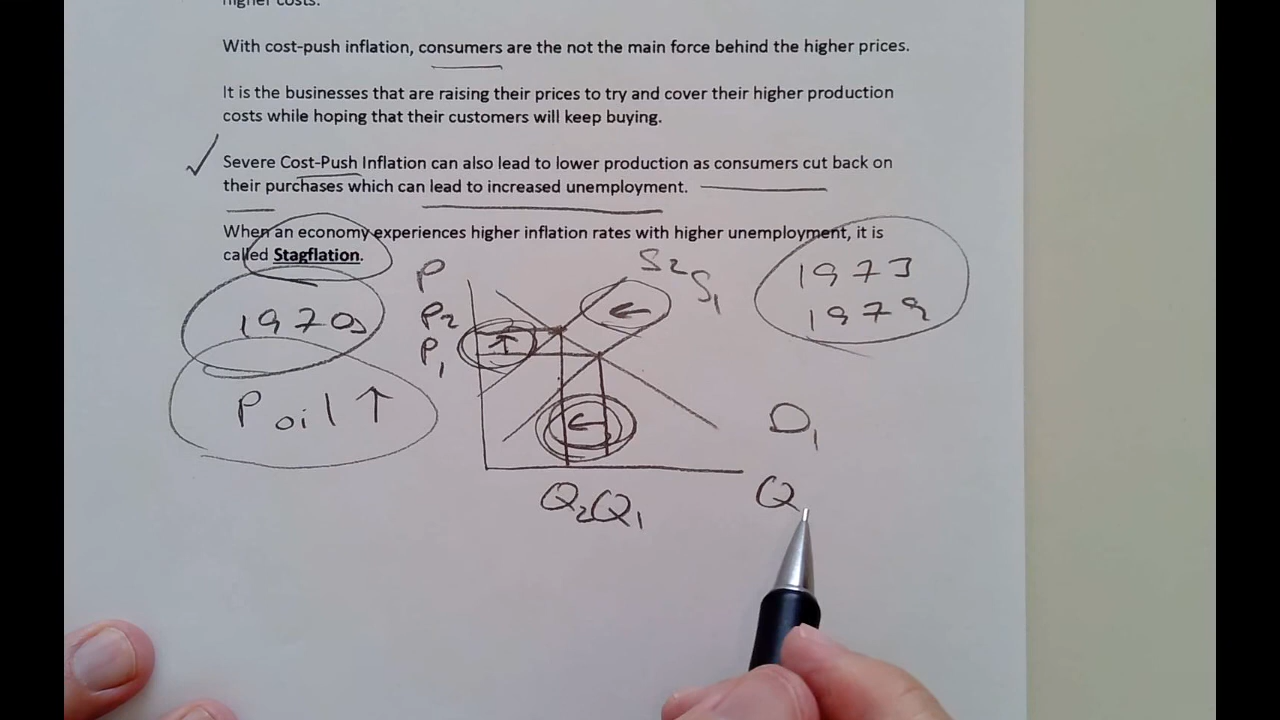 higher costs.
With cost-push inflation, consumers are the not the main force behind the higher prices.
It is the businesses that are raising their prices to try and cover their higher production
costs while hoping that their customers will keep buying.
Severe Cost-Push Inflation can also lead to lower production as consumers cut back on
their purchases which can lead to increased unemployment.
When an economy experiences higher inflation rates with higher unemployment, it is
called Stagflation.
1970s
P oil ↑
P
P2
P1
S2
S1
1973
1979
D1
Q2 Q1
Q